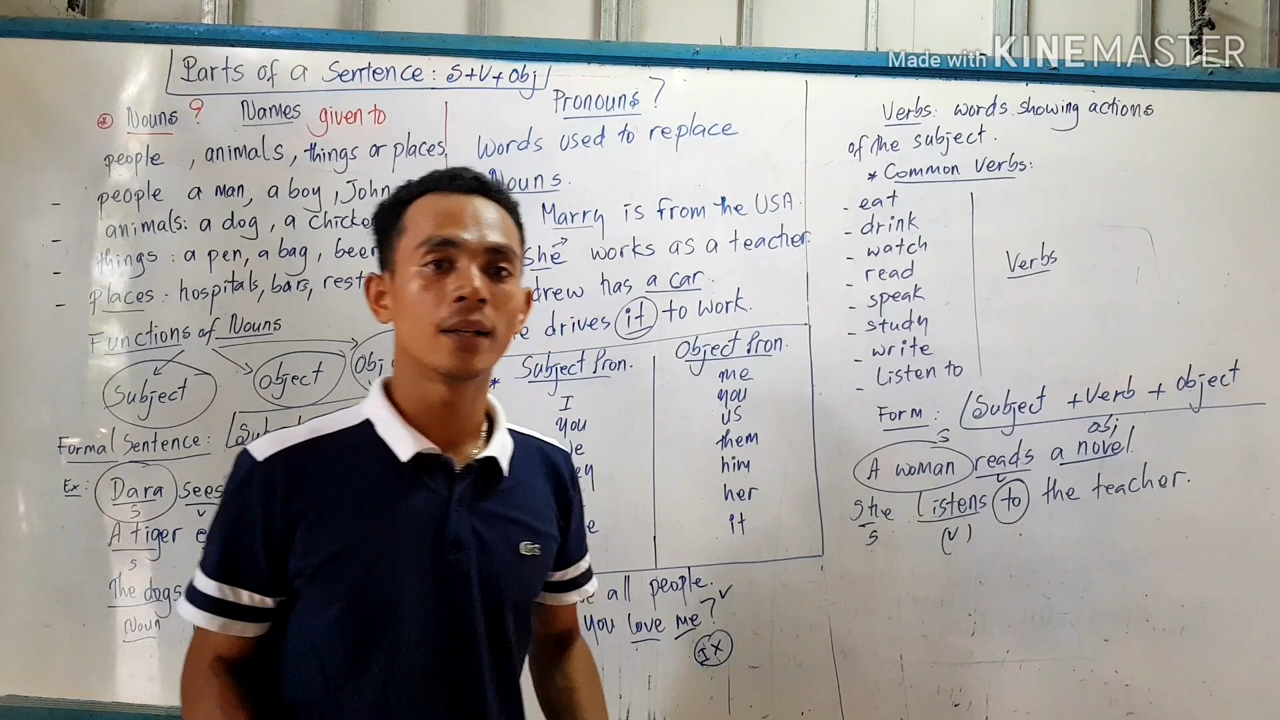 Made with KINEMASTER
Parts of a Sentence: S+V+Obj
* Nouns ? Names given to
people , animals, things or places
- people a man, a boy, John
- animals: a dog, a chicke
- things : a pen, a bag, beer
- Places : hospitals, bars, rest
Functions of Nouns
Subject Object Obj
Formal Sentence:
Ex: Dara sees
S V
A tiger e
S
The dogs
Noun
Pronouns ?
Words used to replace
Nouns.
Marry is from the USA.
she works as a teacher.
drew has a car.
e drives it to work.
* Subject Pron. Object Pron.
I me
you you
us
them
him
her
it
all people.
you love me ? v
I X
Verbs: words showing actions
of the subject.
* Common Verbs:
- eat
- drink
- watch
- read
- speak
- study
- write
- Listen to
Verbs
Form : Subject + Verb + Object
S
A woman reads a novel.
V
She listens to the teacher.
S (V)